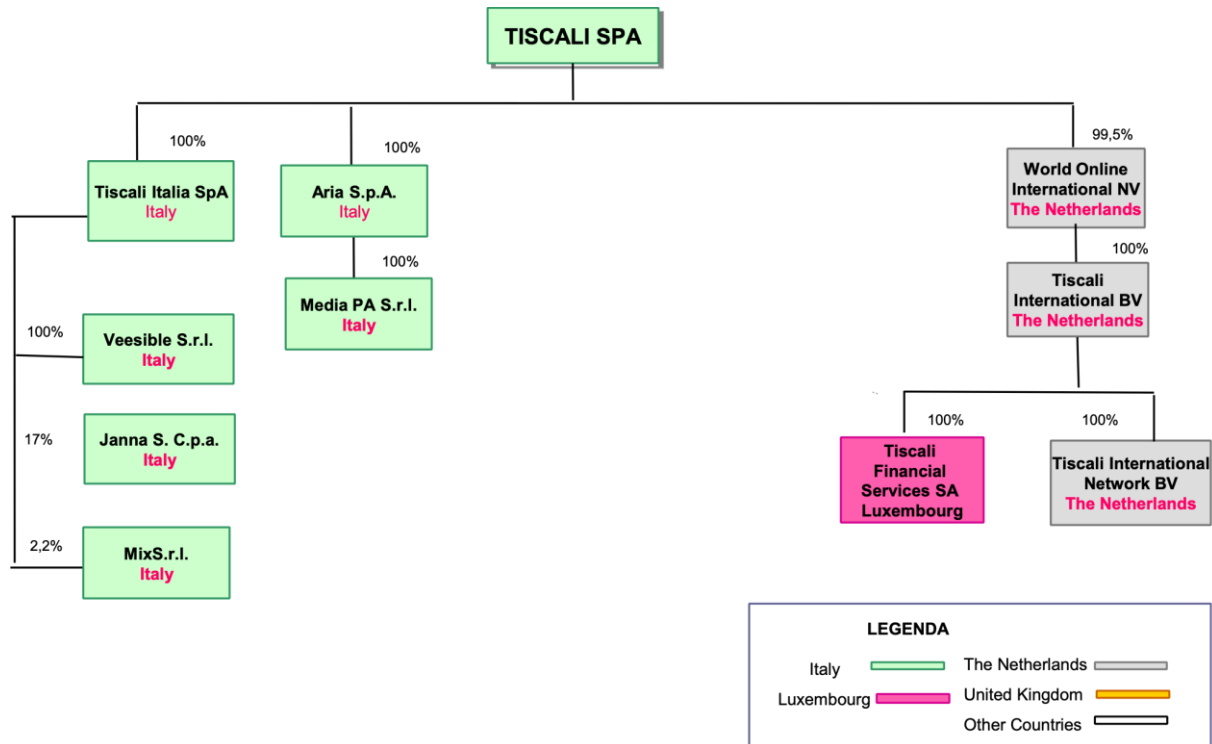 TISCALI SPA
100%
Tiscali Italia SpA
Italy
100%
Aria S.p.A.
Italy
99,5%
World Online
International NV
The Netherlands
100%
Media PA S.r.l.
Italy
100%
Tiscali
International BV
The Netherlands
100%
Veesible S.r.l.
Italy
17%
Janna S. C.p.a.
Italy
2,2%
MixS.r.l.
Italy
100%
Tiscali
Financial
Services SA
Luxembourg
100%
Tiscali International
Network BV
The Netherlands
LEGENDA
Italy
The Netherlands
Luxembourg
United Kingdom
Other Countries